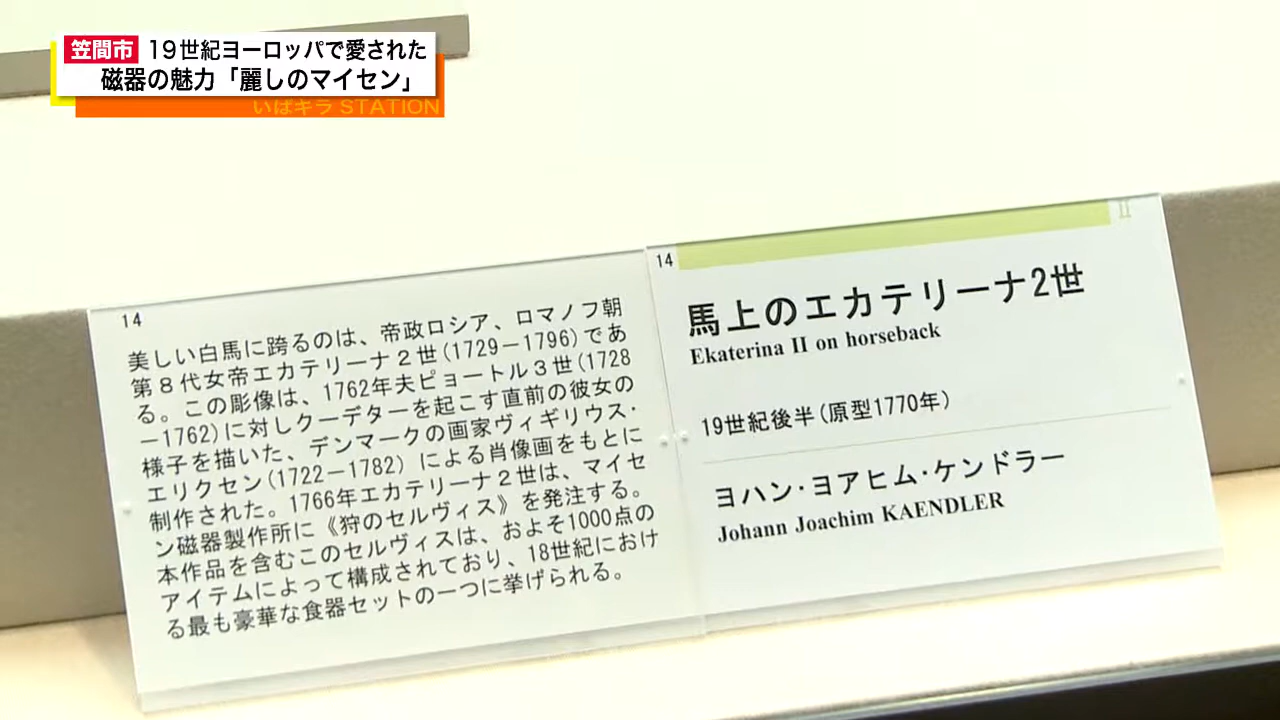 笠間市 19世紀ヨーロッパで愛された
磁器の魅力「麗しのマイセン」
いばキラ STATION
14
美しい白馬に跨るのは、帝政ロシア、ロマノフ朝
第8代女帝エカテリーナ2世(1729－1796)であ
る。この彫像は、1762年夫ピョートル3世(1728
－1762)に対しクーデターを起こす直前の彼女の
様子を描いた、デンマークの画家ヴィギリウス・
エリクセン(1722－1782) による肖像画をもとに
制作された。1766年エカテリーナ2世は、マイセ
ン磁器製作所に《狩のセルヴィス》を発注する。
本作品を含むこのセルヴィスは、およそ1000点の
アイテムによって構成されており、18世紀におけ
る最も豪華な食器セットの一つに挙げられる。
14
II
馬上のエカテリーナ2世
Ekaterina II on horseback
19世紀後半(原型1770年)
ヨハン・ヨアヒム・ケンドラー
Johann Joachim KAENDLER